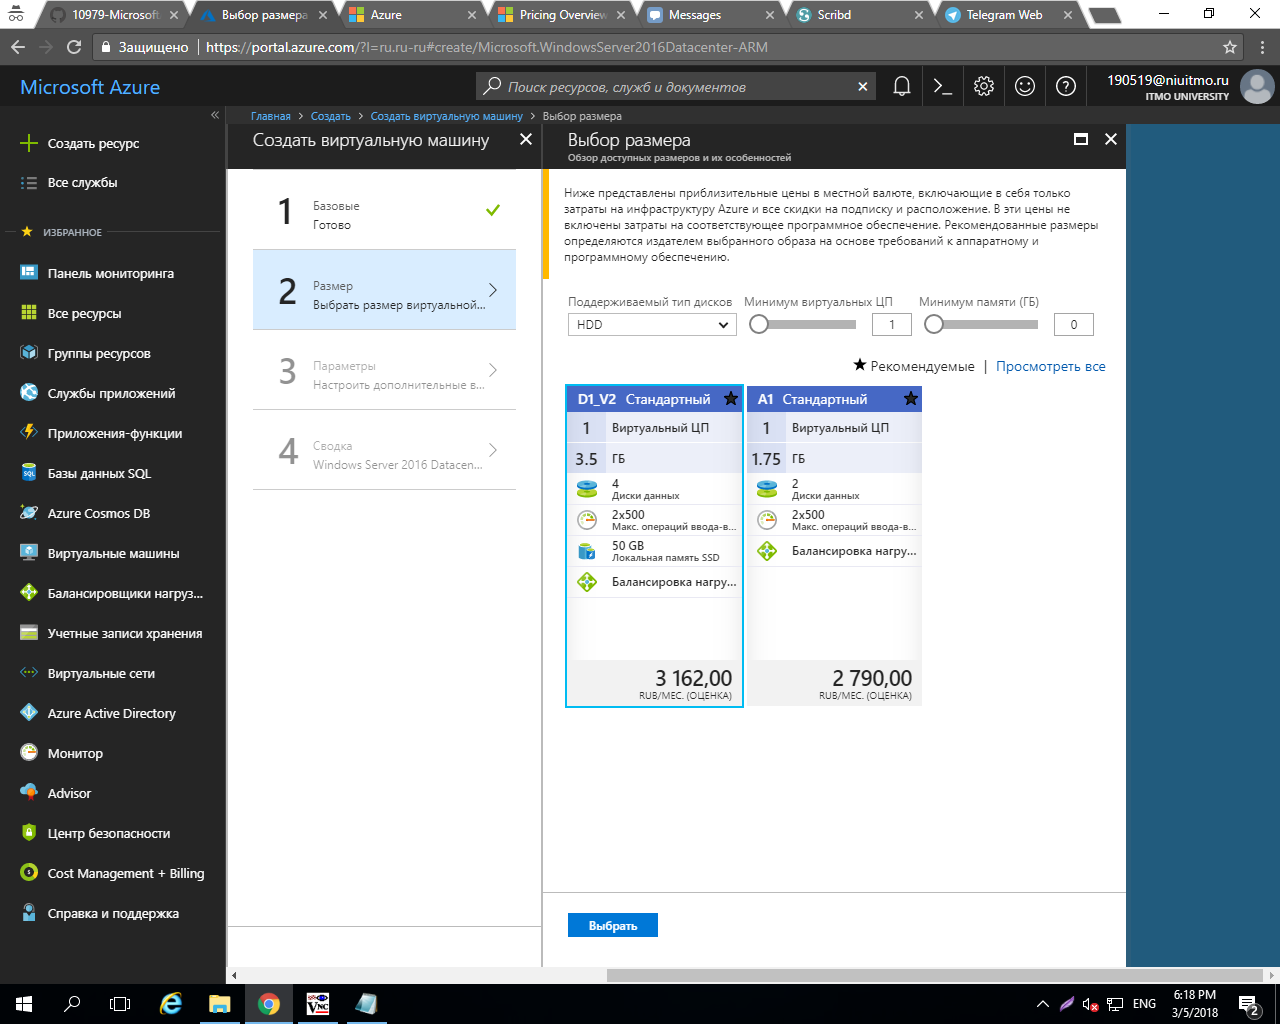 10979-Microsoft
Выбор размера
Azure
Pricing Overview
Messages
Scribd
Telegram Web
Защищено
https://portal.azure.com/?l=ru.ru-ru#create/Microsoft.WindowsServer2016Datacenter-ARM
Microsoft Azure
Поиск ресурсов, служб и документов
190519@niuitmo.ru
ITMO UNIVERSITY
Главная > Создать > Создать виртуальную машину > Выбор размера
Создать ресурс
Все службы
ИЗБРАННОЕ
Панель мониторинга
Все ресурсы
Группы ресурсов
Службы приложений
Приложения-функции
Базы данных SQL
Azure Cosmos DB
Виртуальные машины
Балансировщики нагруз...
Учетные записи хранения
Виртуальные сети
Azure Active Directory
Монитор
Advisor
Центр безопасности
Cost Management + Billing
Справка и поддержка
Создать виртуальную машину
1
Базовые
Готово
2
Размер
Выбрать размер виртуальной...
3
Параметры
Настроить дополнительные в...
4
Сводка
Windows Server 2016 Datacen...
Выбор размера
Обзор доступных размеров и их особенностей
Ниже представлены приблизительные цены в местной валюте, включающие в себя только
затраты на инфраструктуру Azure и все скидки на подписку и расположение. В эти цены не
включены затраты на соответствующее программное обеспечение. Рекомендованные размеры
определяются издателем выбранного образа на основе требований к аппаратному и
программному обеспечению.
Поддерживаемый тип дисков
HDD
Минимум виртуальных ЦП
1
Минимум памяти (ГБ)
0
Рекомендуемые | Просмотреть все
D1_V2 Стандартный
1 Виртуальный ЦП
3.5 ГБ
4
Диски данных
2x500
Макс. операций ввода-в...
50 GB
Локальная память SSD
Балансировка нагру...
3 162,00
RUB/МЕС. (ОЦЕНКА)
A1 Стандартный
1 Виртуальный ЦП
1.75 ГБ
2
Диски данных
2x500
Макс. операций ввода-в...
Балансировка нагру...
2 790,00
RUB/МЕС. (ОЦЕНКА)
Выбрать
VNC
ENG
6:18 PM
3/5/2018
2